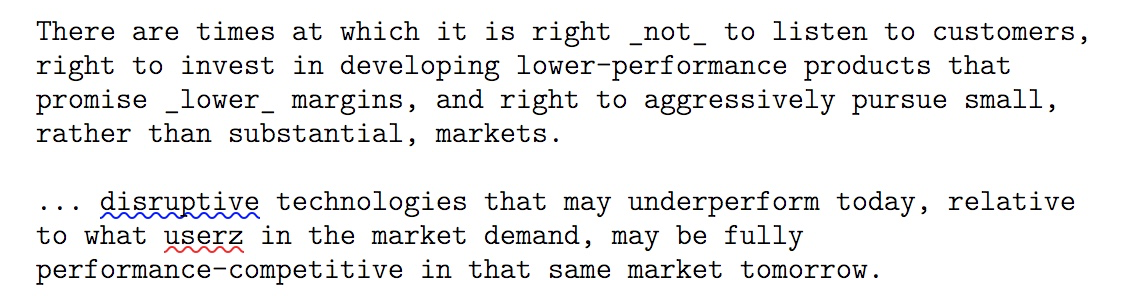 There are times at which it is right _not_ to listen to customers,
right to invest in developing lower-performance products that
promise _lower_ margins, and right to aggressively pursue small,
rather than substantial, markets.
... disruptive technologies that may underperform today, relative
to what userz in the market demand, may be fully
performance-competitive in that same market tomorrow.